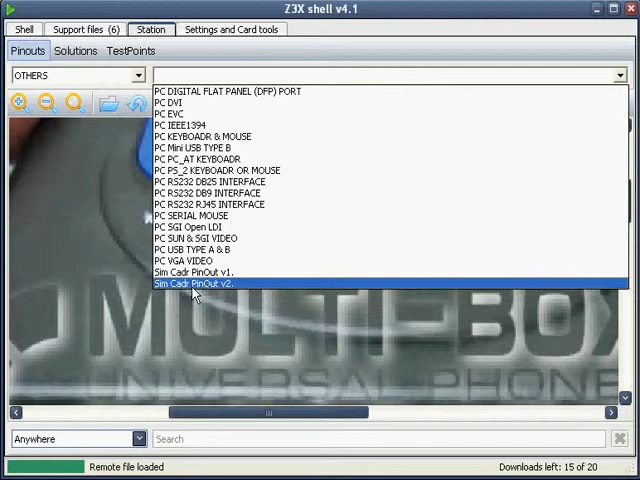 Z3X shell v4.1
Shell Support files (6) Station Settings and Card tools
Pinouts Solutions TestPoints
OTHERS
PC DIGITAL FLAT PANEL (DFP) PORT
PC DVI
PC EVC
PC IEEE1394
PC KEYBOADR & MOUSE
PC Mini USB TYPE B
PC PC_AT KEYBOADR
PC PS_2 KEYBOADR OR MOUSE
PC RS232 DB25 INTERFACE
PC RS232 DB9 INTERFACE
PC RS232 RJ45 INTERFACE
PC SERIAL MOUSE
PC SGI Open LDI
PC SUN & SGI VIDEO
PC USB TYPE A & B
PC VGA VIDEO
Sim Cadr PinOut v1.
Sim Cadr PinOut v2.
MULTI-BOX
UNIVERSAL PHONE
Anywhere Search
Remote file loaded Downloads left: 15 of 20